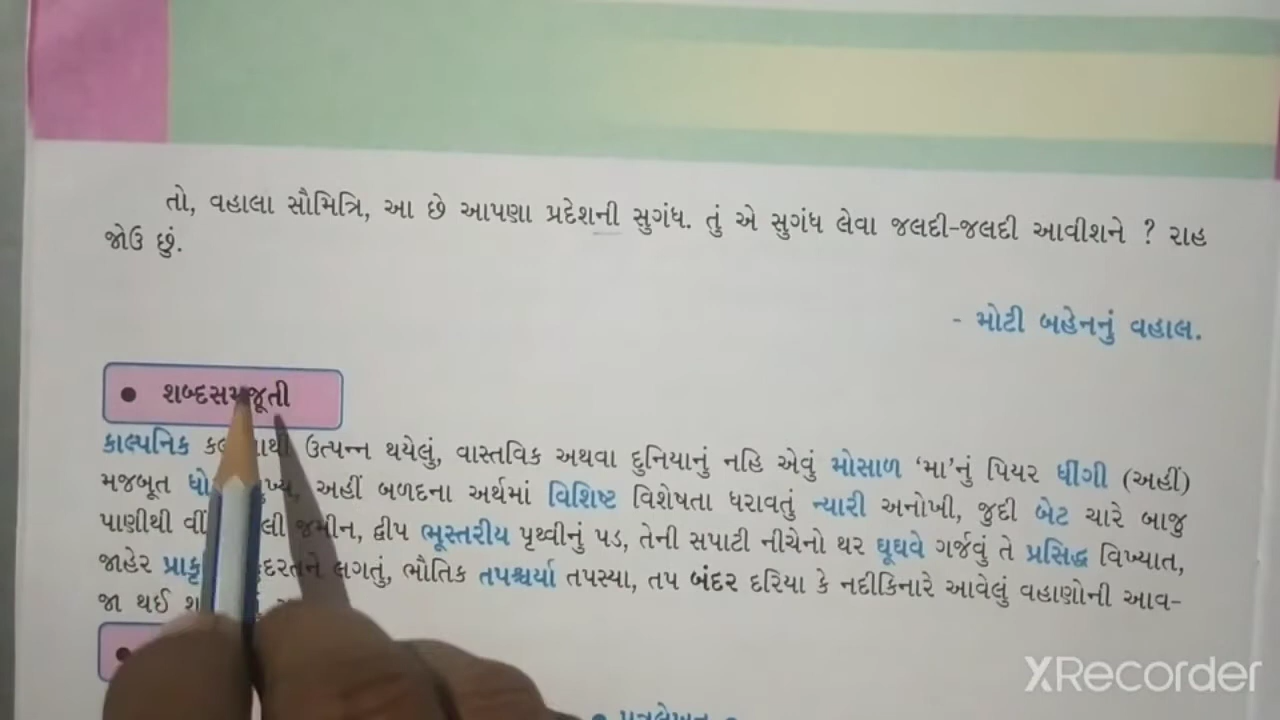 તો, વહાલા સૌમિત્રિ, આ છે આપણા પ્રદેશની સુગંધ. તું એ સુગંધ લેવા જલદી-જલદી આવીશને ? રાહ
જોઉ છું.
- મોટી બહેનનું વહાલ.
• શબ્દસમજૂતી
કાલ્પનિક ઉત્પન્ન થયેલું, વાસ્તવિક અથવા દુનિયાનું નહિ એવું મોસાળ ‘મા’નું પિયર ધીંગી (અહીં)
મજબૂત અહીં બળદના અર્થમાં વિશિષ્ટ વિશેષતા ધરાવતું ન્યારી અનોખી, જુદી બેટ ચારે બાજુ
પાણીથી જમીન, દ્વીપ ભૂસ્તરીય પૃથ્વીનું પડ, તેની સપાટી નીચેનો થર ઘૂઘવે ગર્જવું તે પ્રસિદ્ધ વિખ્યાત,
જાહેર લગતું, ભૌતિક તપશ્ચર્યા તપસ્યા, તપ બંદર દરિયા કે નદીકિનારે આવેલું વહાણોની આવ-
જા થઈ
XRecorder